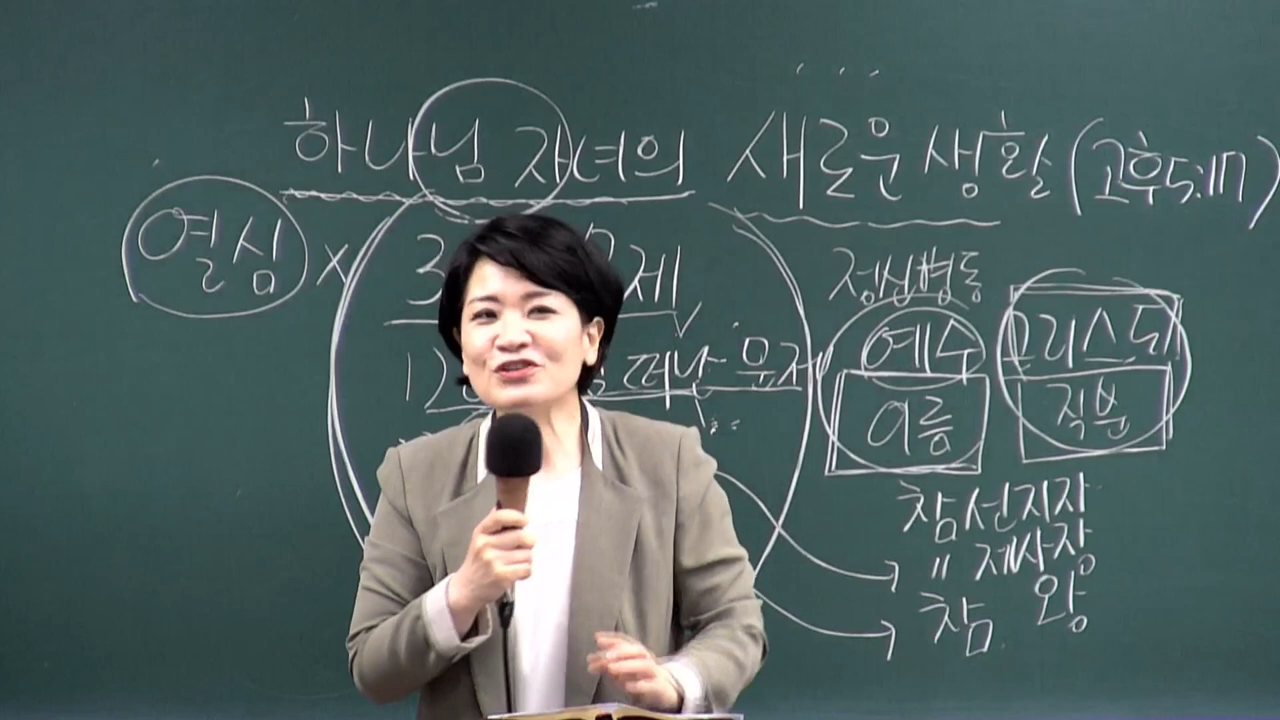 하나님 자녀의 새로운 생활 (고후5:17)
열심 × 3 문제
정신병동
12 떠난 문제
예수 그리스도
이름 직분
참 선지자
〃 제사장
참 왕